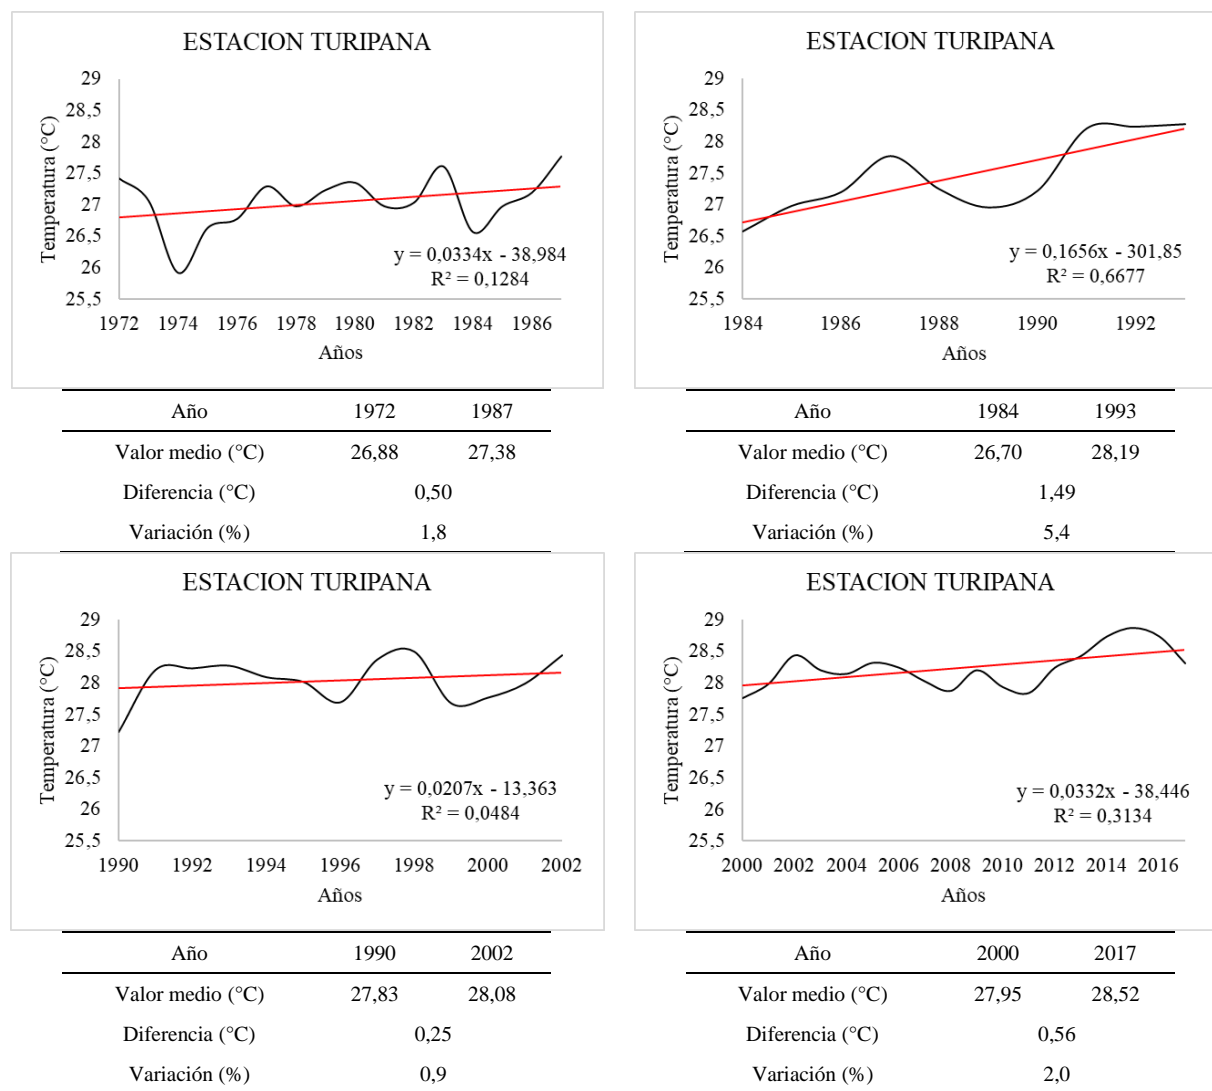 ESTACION TURIPANA
Temperatura (°C)
29
28,5
28
27,5
27
26,5
26
25,5
y = 0,0334x - 38,984
R² = 0,1284
1972 1974 1976 1978 1980 1982 1984 1986
Años
Año 1972 1987
Valor medio (°C) 26,88 27,38
Diferencia (°C) 0,50
Variación (%) 1,8
ESTACION TURIPANA
Temperatura (°C)
29
28,5
28
27,5
27
26,5
26
25,5
y = 0,1656x - 301,85
R² = 0,6677
1984 1986 1988 1990 1992
Años
Año 1984 1993
Valor medio (°C) 26,70 28,19
Diferencia (°C) 1,49
Variación (%) 5,4
ESTACION TURIPANA
Temperatura (°C)
29
28,5
28
27,5
27
26,5
26
25,5
y = 0,0207x - 13,363
R² = 0,0484
1990 1992 1994 1996 1998 2000 2002
Años
Año 1990 2002
Valor medio (°C) 27,83 28,08
Diferencia (°C) 0,25
Variación (%) 0,9
ESTACION TURIPANA
Temperatura (°C)
29
28,5
28
27,5
27
26,5
26
25,5
y = 0,0332x - 38,446
R² = 0,3134
2000 2002 2004 2006 2008 2010 2012 2014 2016
Años
Año 2000 2017
Valor medio (°C) 27,95 28,52
Diferencia (°C) 0,56
Variación (%) 2,0